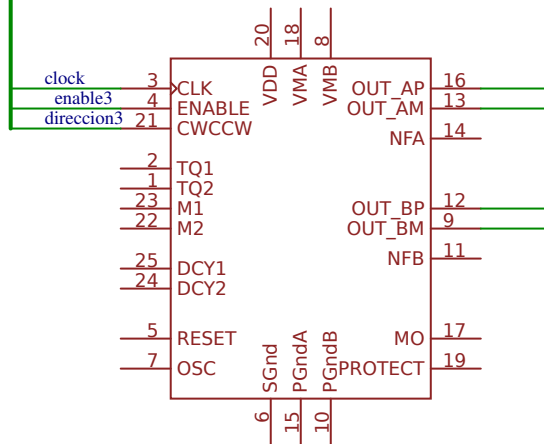 20 18 8
VDD VMA VMB
clock 3 CLK OUT_AP 16
enable3 4 ENABLE OUT_AM 13
direccion3 21 CWCCW
NFA 14
2 TQ1
1 TQ2
23 M1 OUT_BP 12
22 M2 OUT_BM 9
NFB 11
25 DCY1
24 DCY2
5 RESET MO 17
7 OSC PROTECT 19
SGnd PGndA PGndB
6 15 10